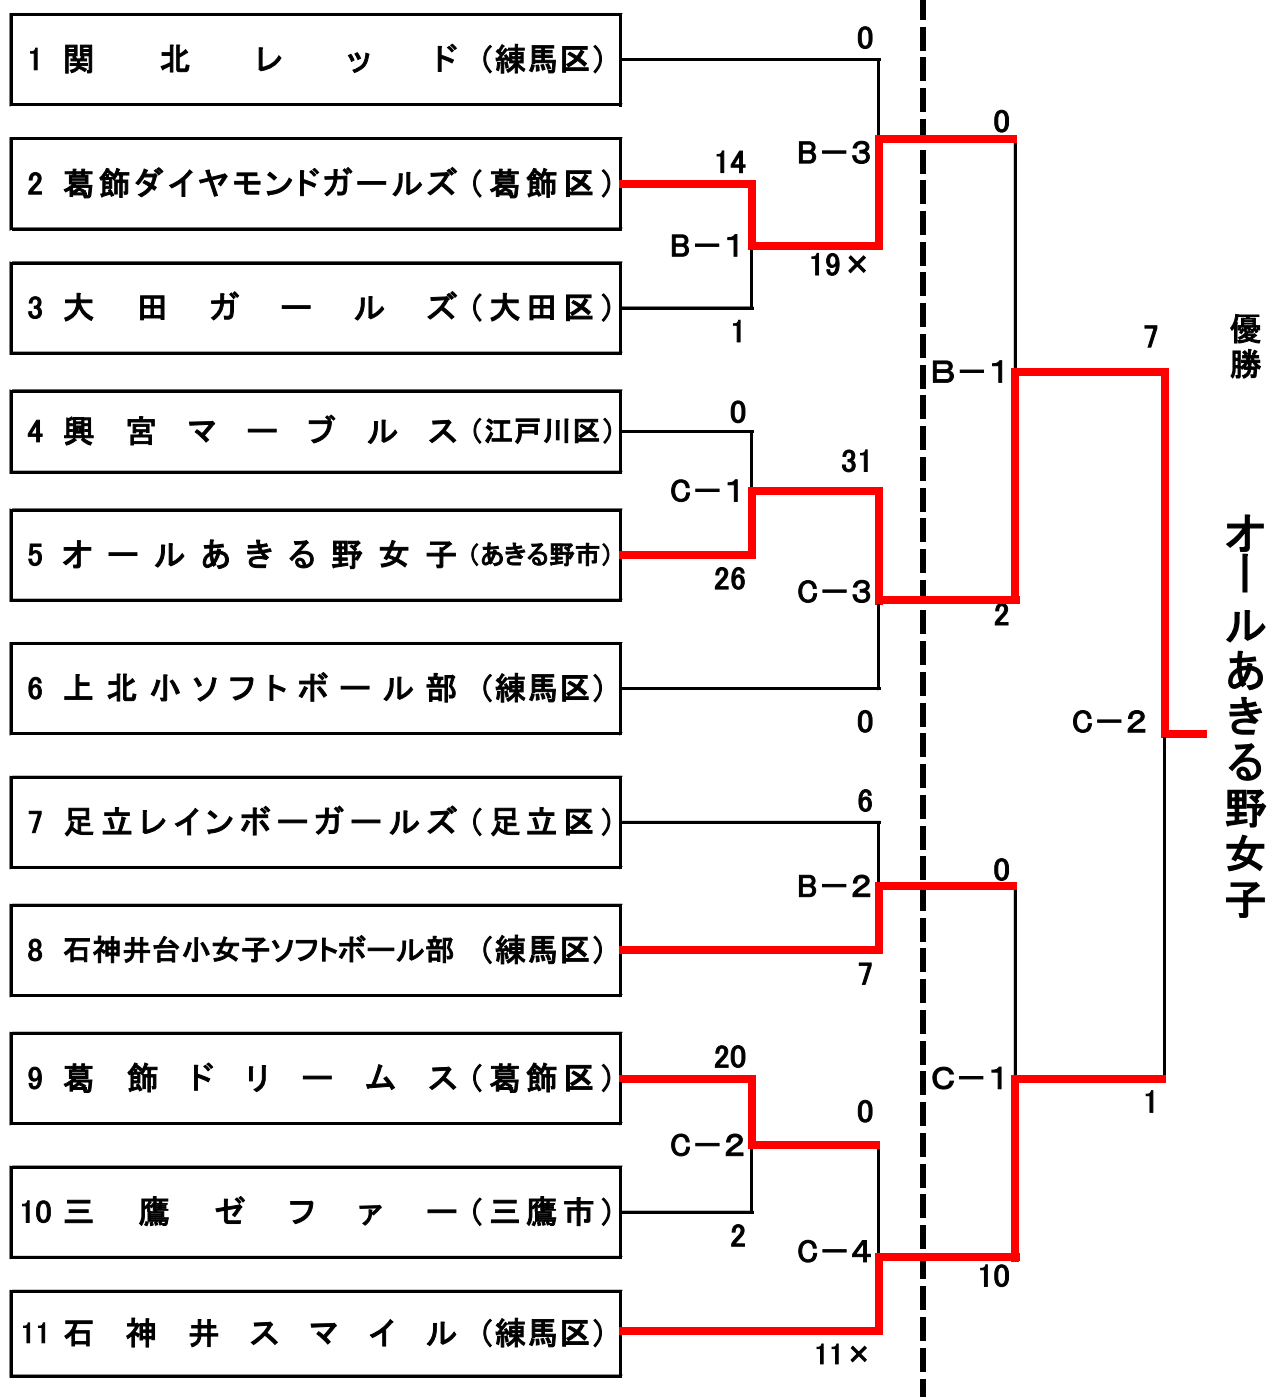 1 関北レッド (練馬区)
0
2 葛飾ダイヤモンドガールズ (葛飾区)
14
B－3
0
B－1
19×
3 大田ガールズ (大田区)
1
7
優勝
B－1
4 興宮マーブルス (江戸川区)
0
31
C－1
5 オールあきる野女子 (あきる野市)
26
C－3
2
オールあきる野女子
6 上北小ソフトボール部 (練馬区)
0
C－2
7 足立レインボーガールズ (足立区)
6
B－2
0
8 石神井台小女子ソフトボール部 (練馬区)
7
9 葛飾ドリームス (葛飾区)
20
0
C－1
1
C－2
10 三鷹ゼファー (三鷹市)
2
C－4
10
11 石神井スマイル (練馬区)
11×